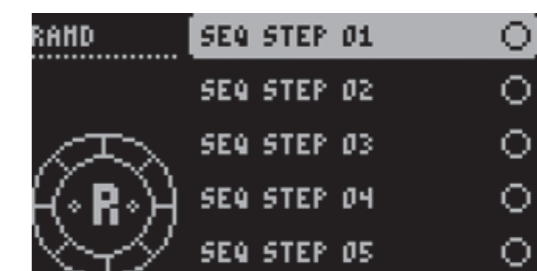 RAND
SEQ STEP 01
SEQ STEP 02
SEQ STEP 03
R
SEQ STEP 04
SEQ STEP 05